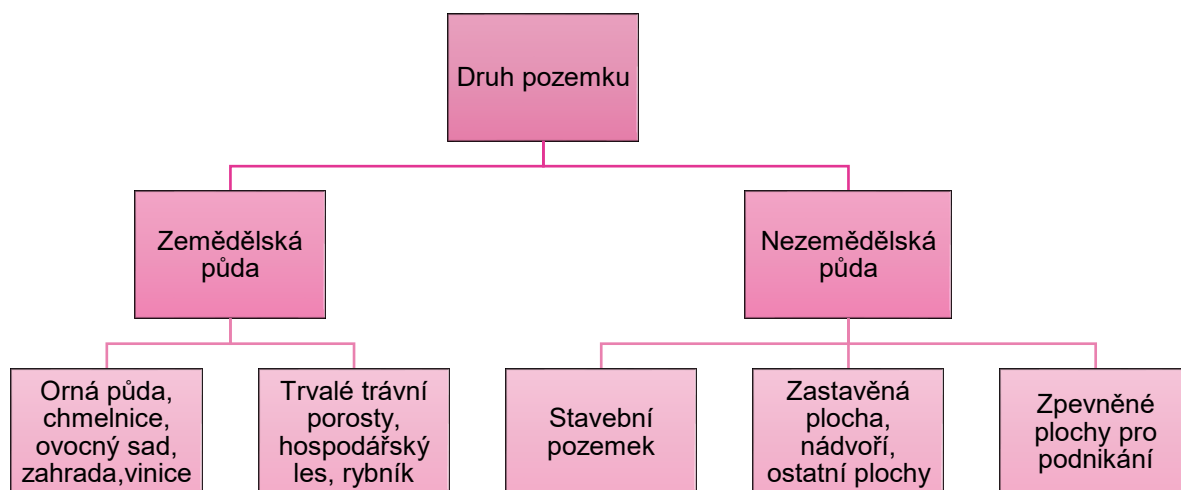 Druh pozemku
Zemědělská
půda
Nezemědělská
půda
Orná půda,
chmelnice,
ovocný sad,
zahrada,vinice
Trvalé trávní
porosty,
hospodářský
les, rybník
Stavební
pozemek
Zastavěná
plocha,
nádvoří,
ostatní plochy
Zpevněné
plochy pro
podnikání